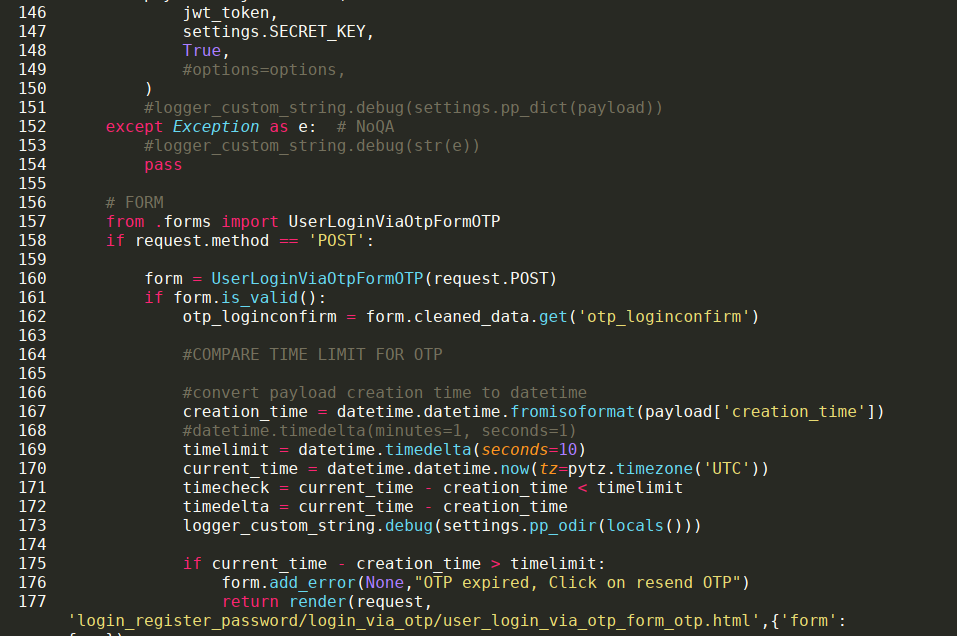 146 jwt_token,
147 settings.SECRET_KEY,
148 True,
149 #options=options,
150 )
151 #logger_custom_string.debug(settings.pp_dict(payload))
152 except Exception as e:  # NoQA
153 #logger_custom_string.debug(str(e))
154 pass
155
156 # FORM
157 from .forms import UserLoginViaOtpFormOTP
158 if request.method == 'POST':
159
160 form = UserLoginViaOtpFormOTP(request.POST)
161 if form.is_valid():
162 otp_loginconfirm = form.cleaned_data.get('otp_loginconfirm')
163
164 #COMPARE TIME LIMIT FOR OTP
165
166 #convert payload creation time to datetime
167 creation_time = datetime.datetime.fromisoformat(payload['creation_time'])
168 #datetime.timedelta(minutes=1, seconds=1)
169 timelimit = datetime.timedelta(seconds=10)
170 current_time = datetime.datetime.now(tz=pytz.timezone('UTC'))
171 timecheck = current_time - creation_time < timelimit
172 timedelta = current_time - creation_time
173 logger_custom_string.debug(settings.pp_odir(locals()))
174
175 if current_time - creation_time > timelimit:
176 form.add_error(None,"OTP expired, Click on resend OTP")
177 return render(request,
'login_register_password/login_via_otp/user_login_via_otp_form_otp.html',{'form':